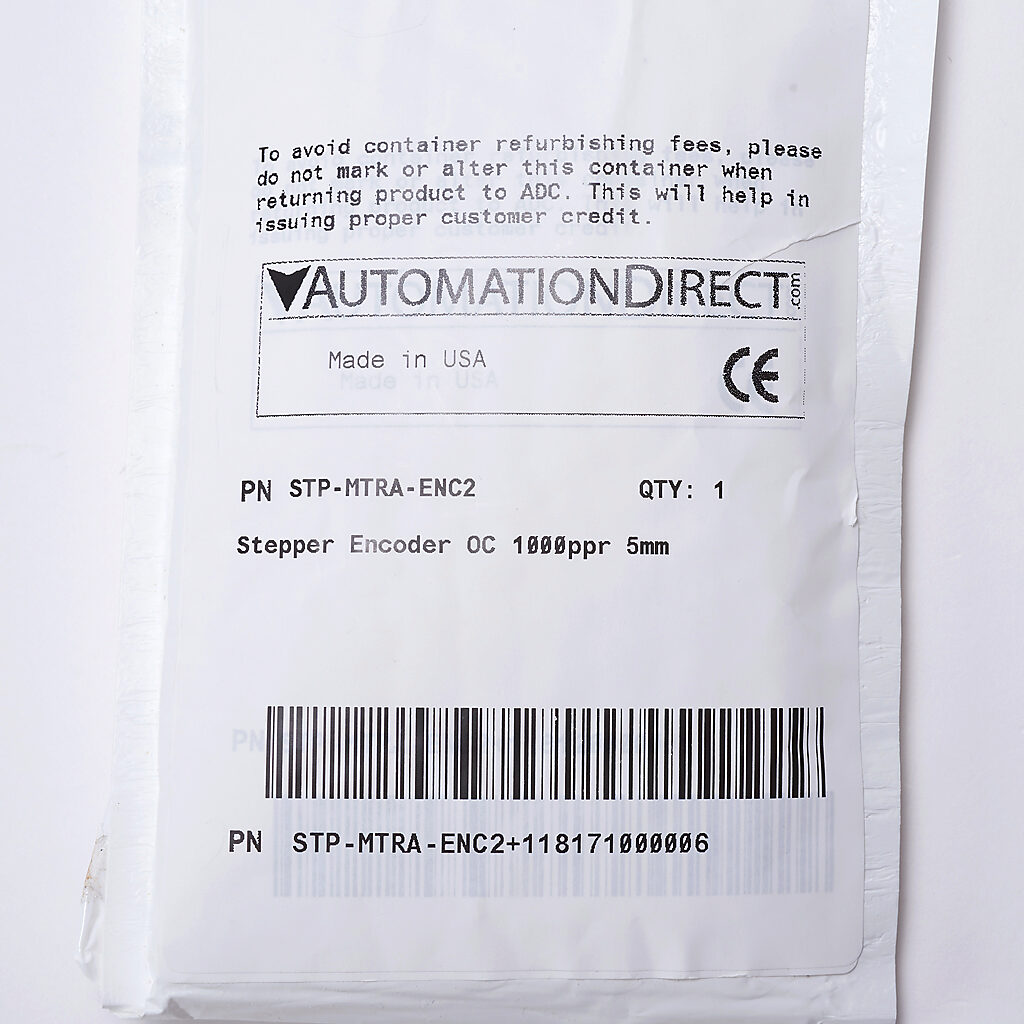 To avoid container refurbishing fees, please
do not mark or alter this container when
returning product to ADC. This will help in
issuing proper customer credit.
AUTOMATIONDIRECT.com
Made in USA
CE
PN STP-MTRA-ENC2 QTY: 1
Stepper Encoder OC 1000ppr 5mm
PN STP-MTRA-ENC2+118171000006